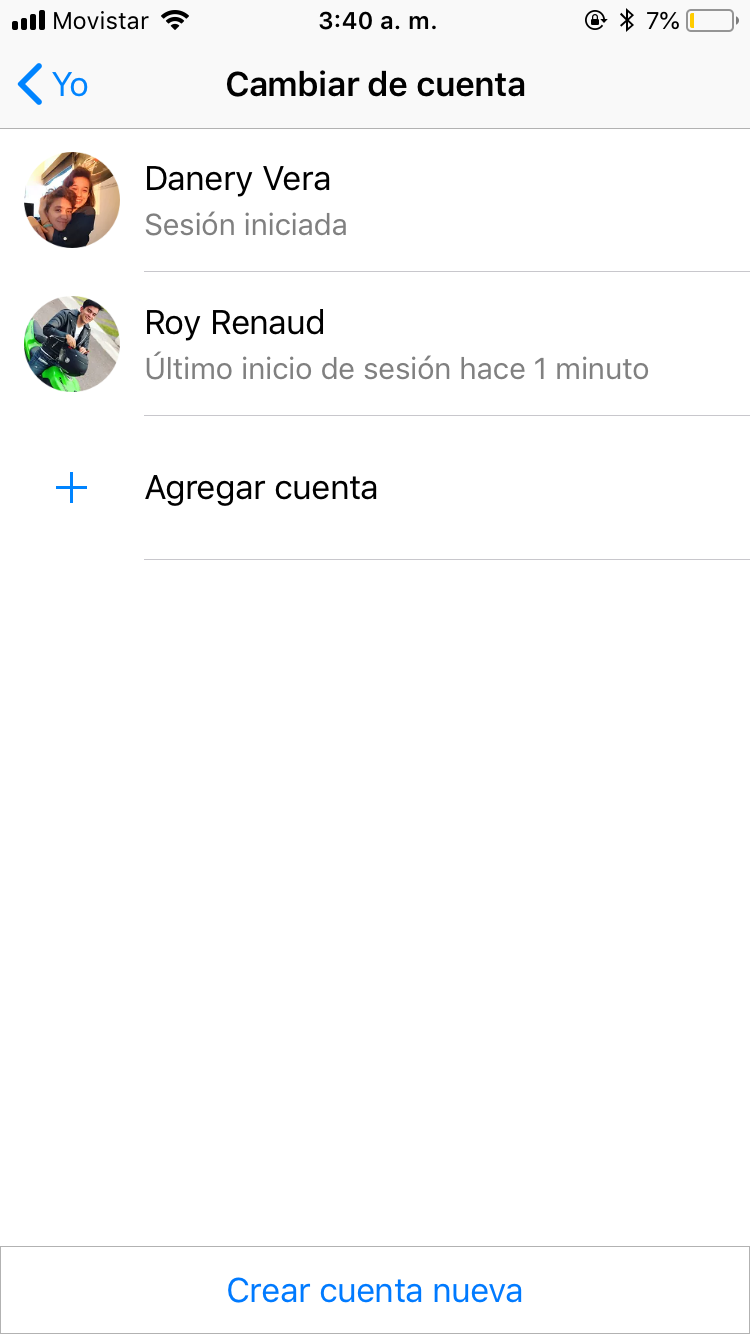 Movistar 3:40 a. m. 7%
Yo Cambiar de cuenta
Danery Vera
Sesión iniciada
Roy Renaud
Último inicio de sesión hace 1 minuto
Agregar cuenta
Crear cuenta nueva